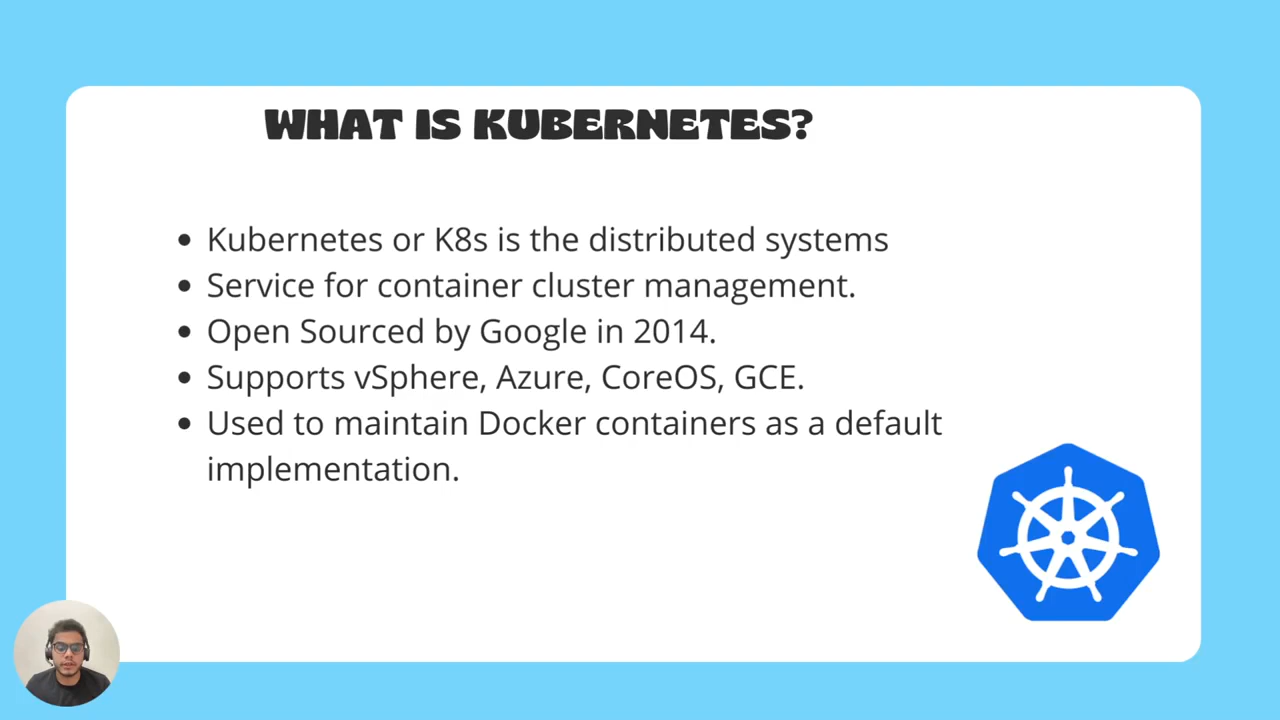 WHAT IS KUBERNETES?
• Kubernetes or K8s is the distributed systems
• Service for container cluster management.
• Open Sourced by Google in 2014.
• Supports vSphere, Azure, CoreOS, GCE.
• Used to maintain Docker containers as a default
implementation.